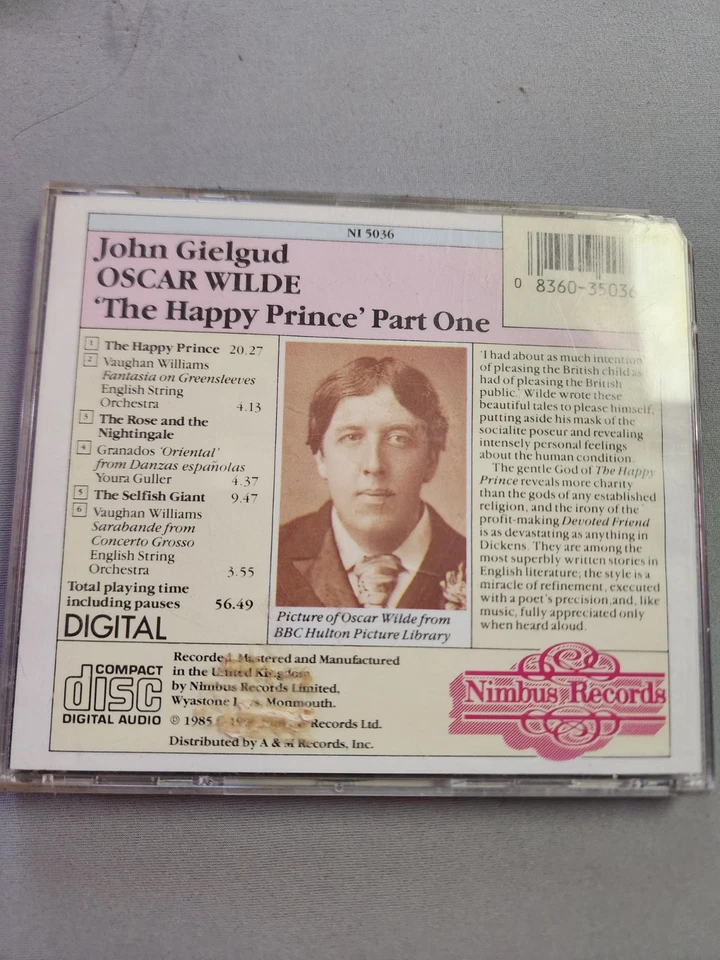 NI 5036
John Gielgud
OSCAR WILDE
'The Happy Prince' Part One
0 8360-35036
1 The Happy Prince 20.27
2 Vaughan Williams
Fantasia on Greensleeves
English String
Orchestra 4.13
3 The Rose and the
Nightingale
4 Granados 'Oriental'
from Danzas españolas
Youra Guller 4.37
5 The Selfish Giant 9.47
6 Vaughan Williams
Sarabande from
Concerto Grosso
English String
Orchestra 3.55
Total playing time
including pauses 56.49
DIGITAL
Picture of Oscar Wilde from
BBC Hulton Picture Library
'I had about as much intention
of pleasing the British child as
had of pleasing the British
public.' Wilde wrote these
beautiful tales to please himself,
putting aside his mask of the
socialite poseur and revealing
intensely personal feelings
about the human condition.
The gentle God of The Happy
Prince reveals more charity
than the gods of any established
religion, and the irony of the
profit-making Devoted Friend
is as devastating as anything in
Dickens. They are among the
most superbly written stories in
English literature; the style is a
miracle of refinement, executed
with a poet's precision and, like
music, fully appreciated only
when heard aloud.
COMPACT
disc
DIGITAL AUDIO
Recorded Mastered and Manufactured
in the United Kingdom
by Nimbus Records Limited,
Wyastone Monmouth.
℗ 1985 © Records Ltd.
Distributed by A & M Records, Inc.
Nimbus Records